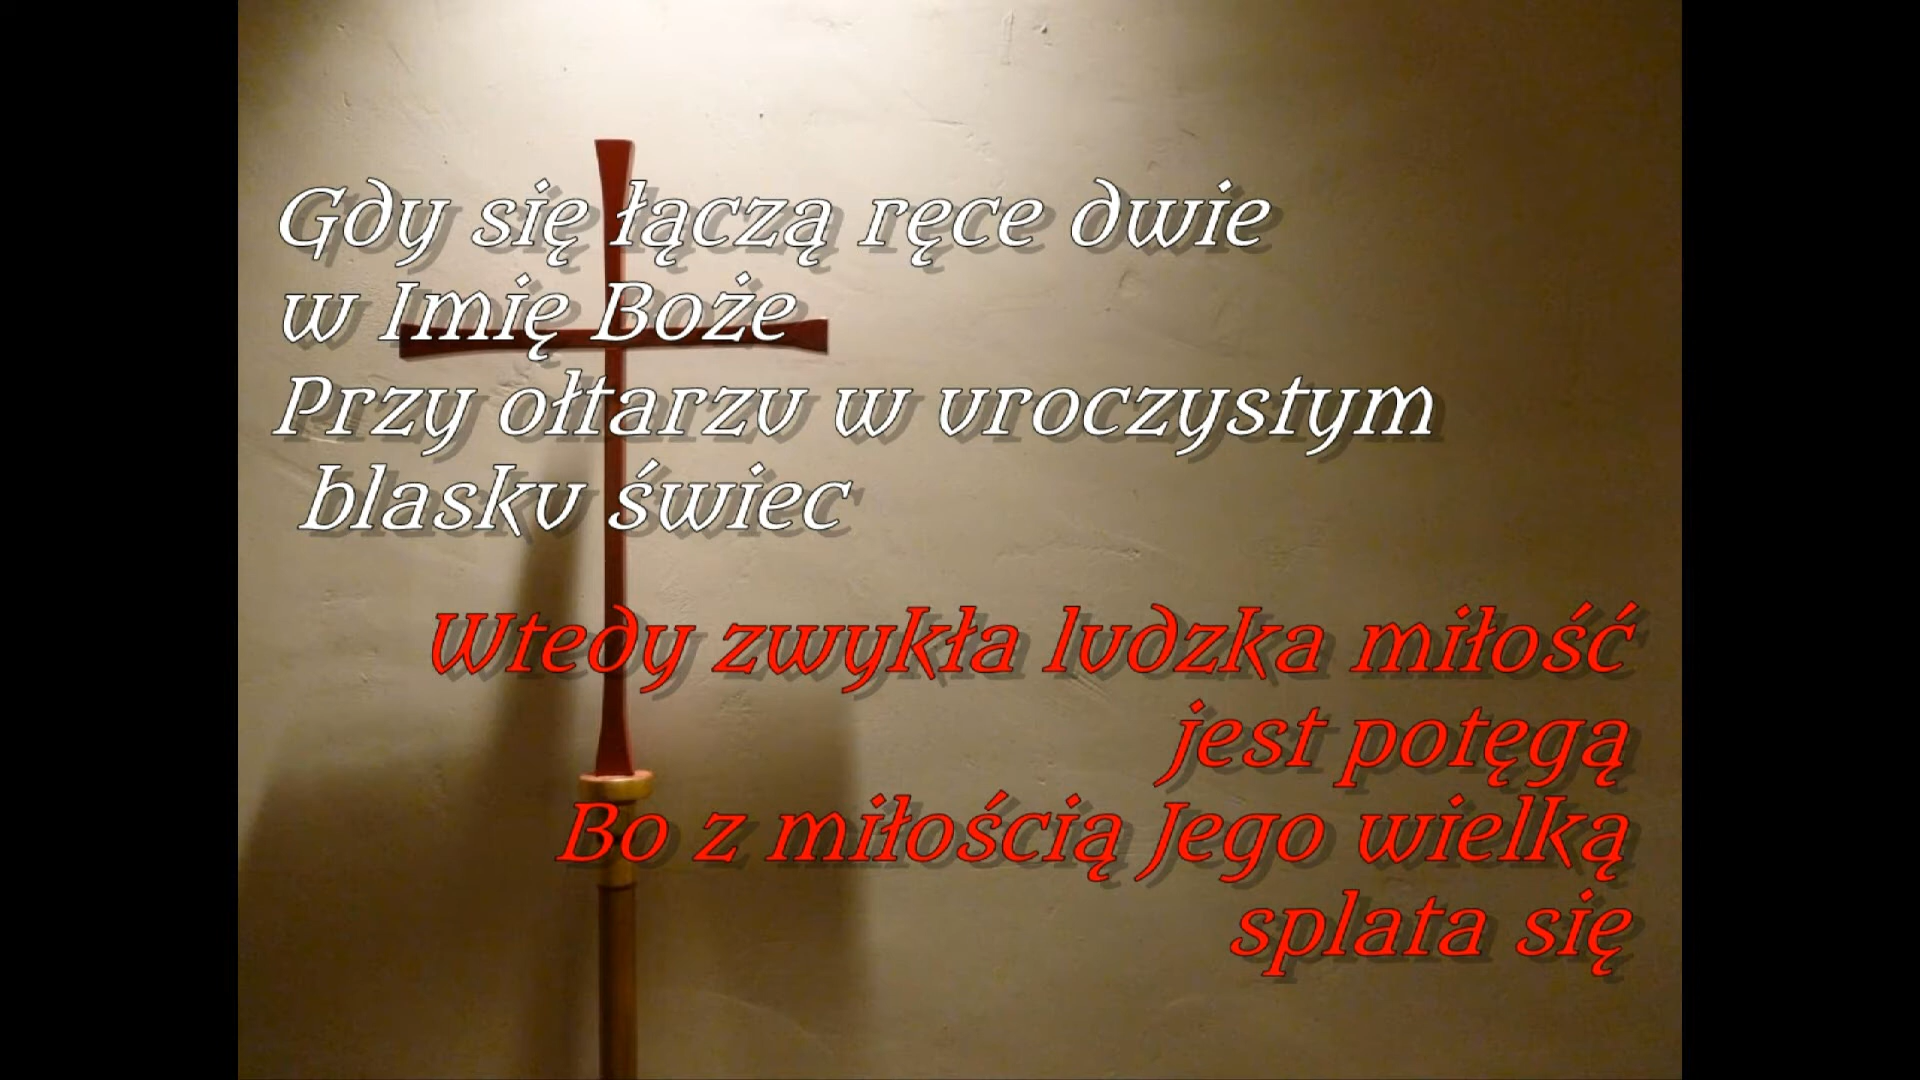 Gdy się łączą ręce dwie
w Imię Boże
Przy ołtarzu w uroczystym
blasku świec
Wtedy zwykła ludzka miłość
jest potęgą
Bo z miłością Jego wielką
splata się